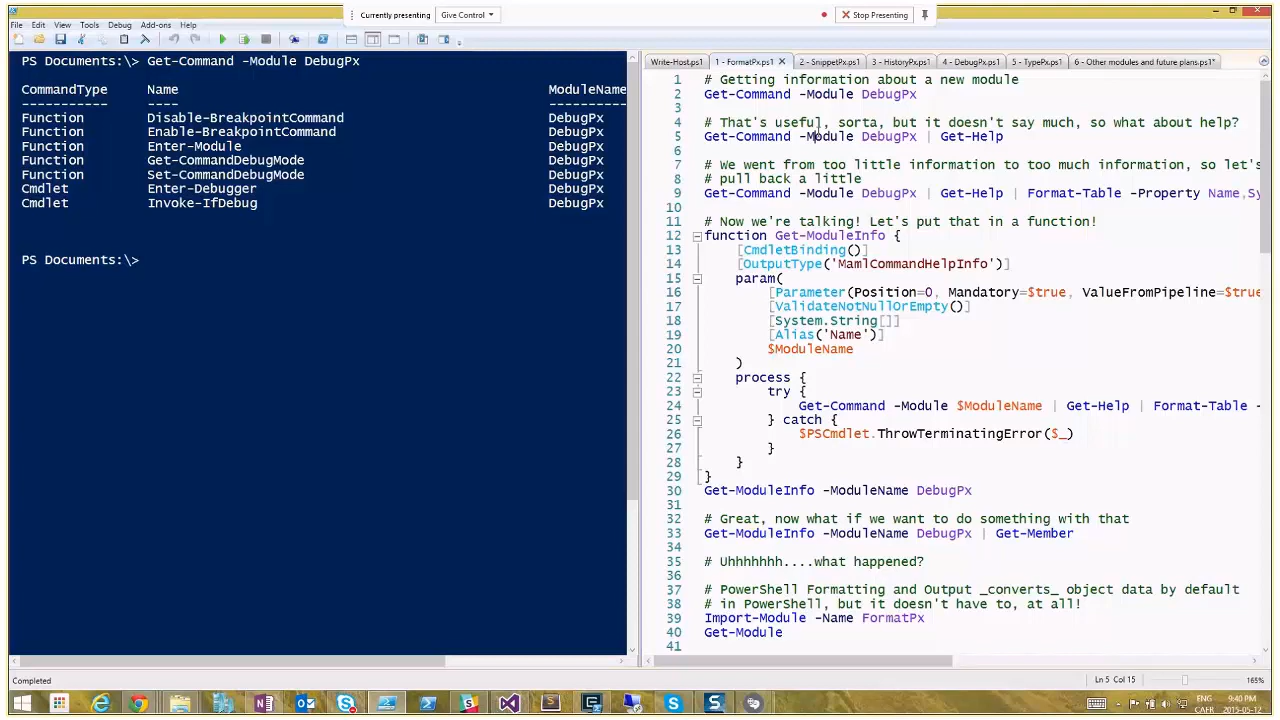 Currently presenting Give Control Stop Presenting
File Edit View Tools Debug Add-ons Help
PS Documents:\> Get-Command -Module DebugPx
CommandType Name ModuleName
----------- ---- ----------
Function Disable-BreakpointCommand DebugPx
Function Enable-BreakpointCommand DebugPx
Function Enter-Module DebugPx
Function Get-CommandDebugMode DebugPx
Function Set-CommandDebugMode DebugPx
Cmdlet Enter-Debugger DebugPx
Cmdlet Invoke-IfDebug DebugPx
PS Documents:\>
Write-Host.ps1 1 - FormatPx.ps1 2 - SnippetPx.ps1 3 - HistoryPx.ps1 4 - DebugPx.ps1 5 - TypePx.ps1 6 - Other modules and future plans.ps1*
1 # Getting information about a new module
2 Get-Command -Module DebugPx
3
4 # That's useful, sorta, but it doesn't say much, so what about help?
5 Get-Command -Module DebugPx | Get-Help
6
7 # We went from too little information to too much information, so let's
8 # pull back a little
9 Get-Command -Module DebugPx | Get-Help | Format-Table -Property Name,Sy
10
11 # Now we're talking! Let's put that in a function!
12 function Get-ModuleInfo {
13 [CmdletBinding()]
14 [OutputType('MamlCommandHelpInfo')]
15 param(
16 [Parameter(Position=0, Mandatory=$true, ValueFromPipeline=$true
17 [ValidateNotNullOrEmpty()]
18 [System.String[]]
19 [Alias('Name')]
20 $ModuleName
21 )
22 process {
23 try {
24 Get-Command -Module $ModuleName | Get-Help | Format-Table -
25 } catch {
26 $PSCmdlet.ThrowTerminatingError($_)
27 }
28 }
29 }
30 Get-ModuleInfo -ModuleName DebugPx
31
32 # Great, now what if we want to do something with that
33 Get-ModuleInfo -ModuleName DebugPx | Get-Member
34
35 # Uhhhhhhh....what happened?
36
37 # PowerShell Formatting and Output _converts_ object data by default
38 # in PowerShell, but it doesn't have to, at all!
39 Import-Module -Name FormatPx
40 Get-Module
41
Completed Ln 5 Col 15 165%
ENG 9:40 PM
CAFR 2015-05-12